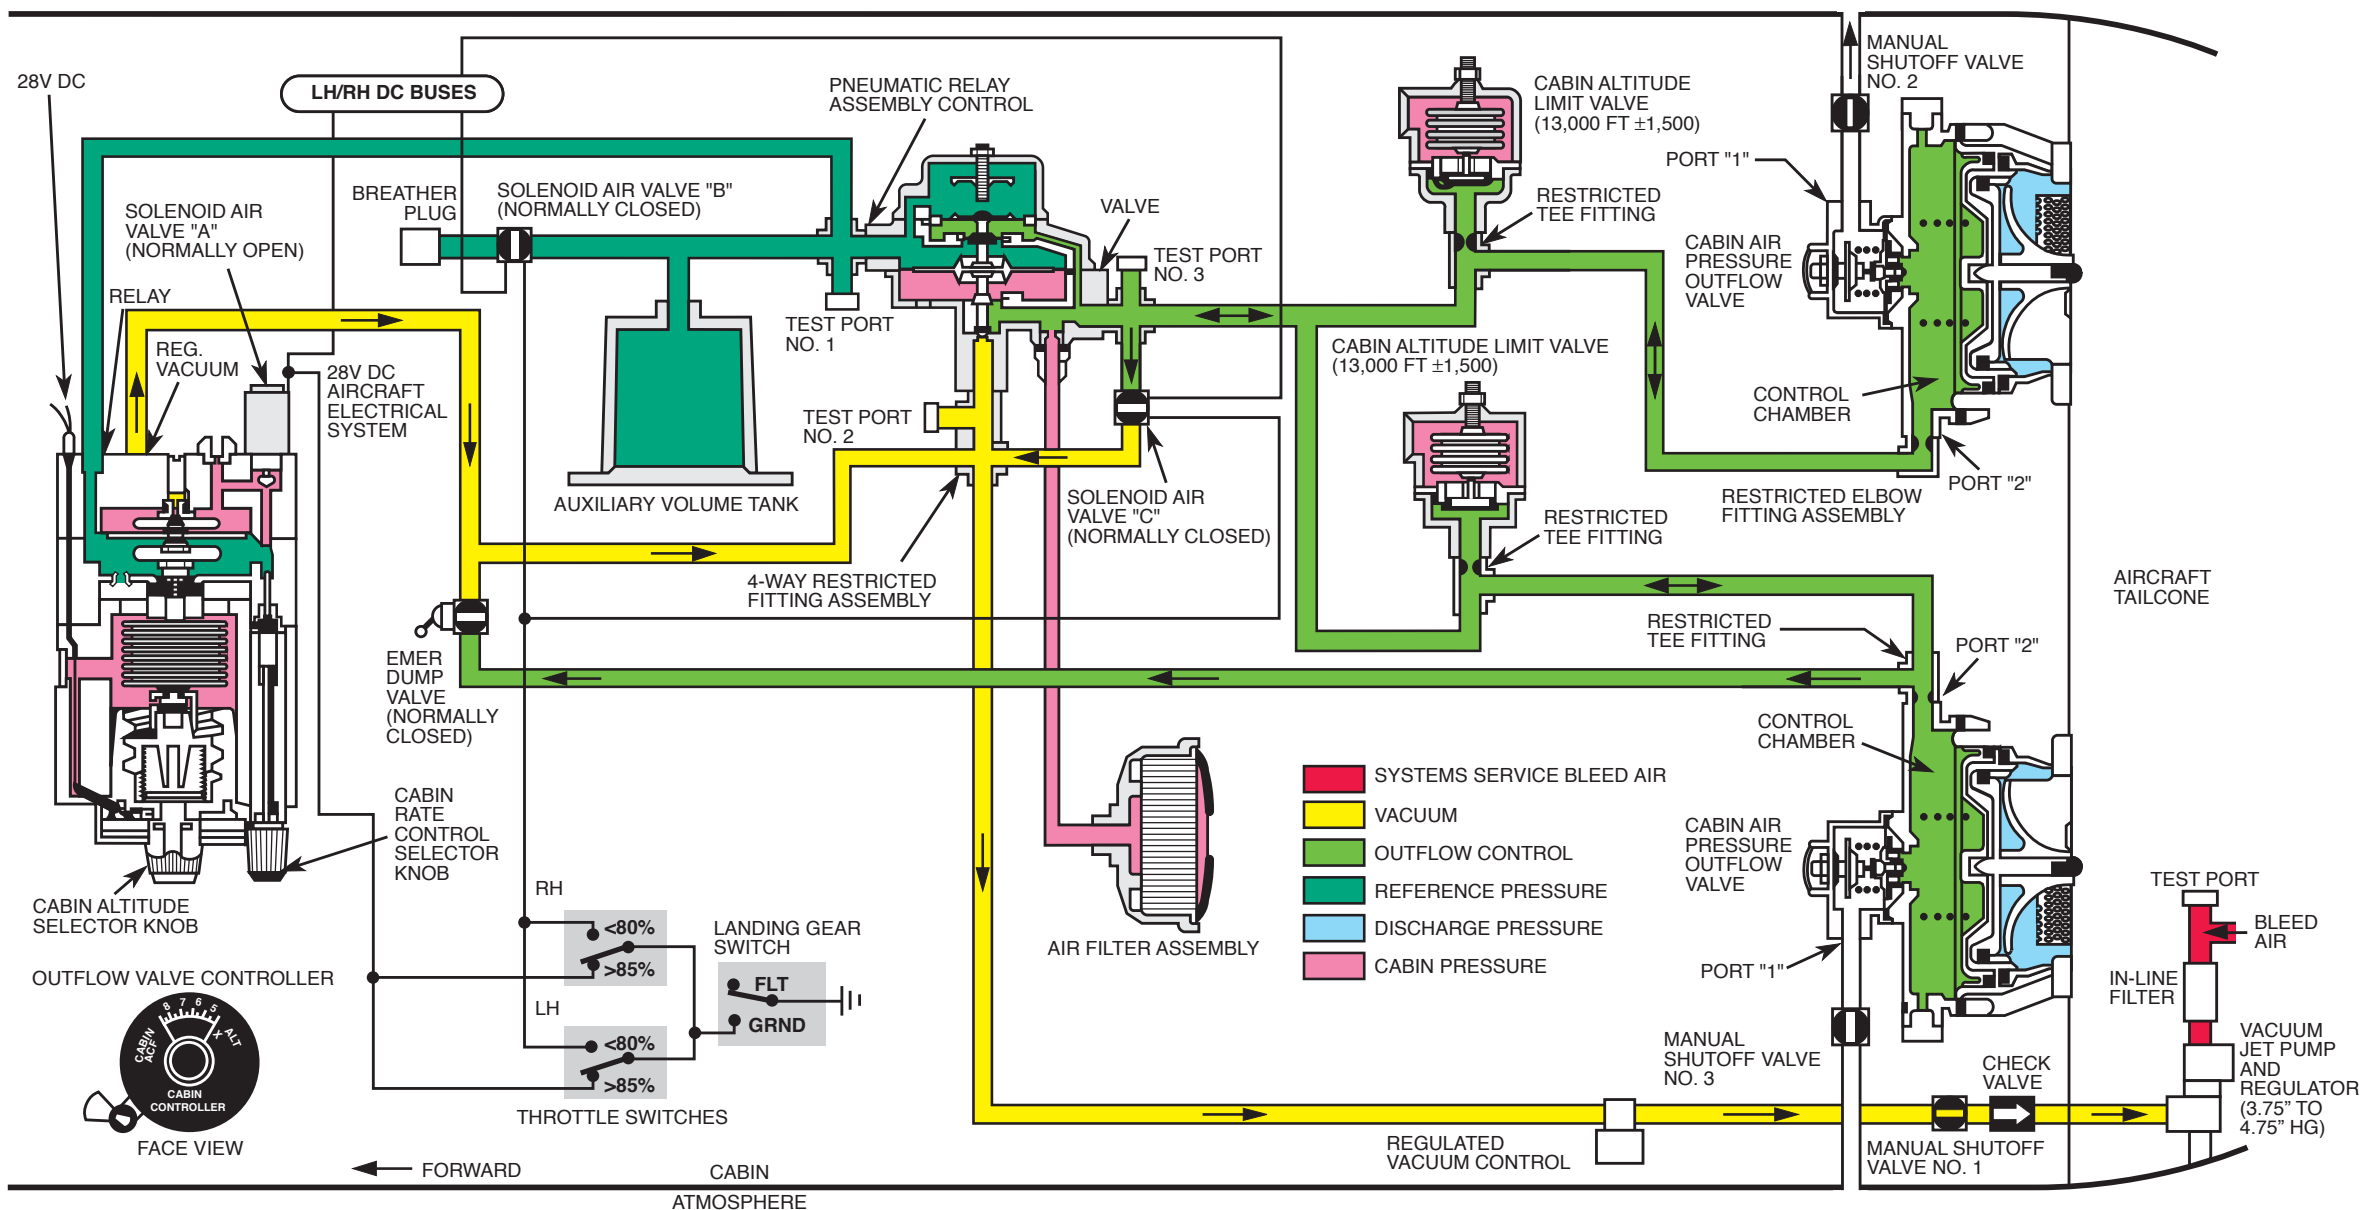 28V DC
LH/RH DC BUSES
PNEUMATIC RELAY
ASSEMBLY CONTROL
CABIN ALTITUDE
LIMIT VALVE
(13,000 FT ±1,500)
MANUAL
SHUTOFF VALVE
NO. 2
PORT "1"
BREATHER
PLUG
SOLENOID AIR VALVE "B"
(NORMALLY CLOSED)
VALVE
RESTRICTED
TEE FITTING
SOLENOID AIR
VALVE "A"
(NORMALLY OPEN)
TEST PORT
NO. 3
CABIN AIR
PRESSURE
OUTFLOW
VALVE
RELAY
TEST PORT
NO. 1
REG.
VACUUM
28V DC
AIRCRAFT
ELECTRICAL
SYSTEM
CABIN ALTITUDE LIMIT VALVE
(13,000 FT ±1,500)
CONTROL
CHAMBER
TEST PORT
NO. 2
AUXILIARY VOLUME TANK
SOLENOID AIR
VALVE "C"
(NORMALLY CLOSED)
RESTRICTED
TEE FITTING
RESTRICTED ELBOW
FITTING ASSEMBLY
PORT "2"
4-WAY RESTRICTED
FITTING ASSEMBLY
AIRCRAFT
TAILCONE
RESTRICTED
TEE FITTING
PORT "2"
EMER
DUMP
VALVE
(NORMALLY
CLOSED)
CONTROL
CHAMBER
CABIN
RATE
CONTROL
SELECTOR
KNOB
SYSTEMS SERVICE BLEED AIR
VACUUM
OUTFLOW CONTROL
REFERENCE PRESSURE
DISCHARGE PRESSURE
CABIN PRESSURE
CABIN AIR
PRESSURE
OUTFLOW
VALVE
CABIN ALTITUDE
SELECTOR KNOB
RH
<80%
>85%
LANDING GEAR
SWITCH
FLT
GRND
AIR FILTER ASSEMBLY
TEST PORT
BLEED
AIR
PORT "1"
IN-LINE
FILTER
OUTFLOW VALVE CONTROLLER
8 7 6 5
X
ALT
CABIN
ACF
CABIN
CONTROLLER
FACE VIEW
LH
<80%
>85%
THROTTLE SWITCHES
MANUAL
SHUTOFF VALVE
NO. 3
CHECK
VALVE
VACUUM
JET PUMP
AND
REGULATOR
(3.75” TO
4.75” HG)
REGULATED
VACUUM CONTROL
MANUAL SHUTOFF
VALVE NO. 1
FORWARD
CABIN
ATMOSPHERE